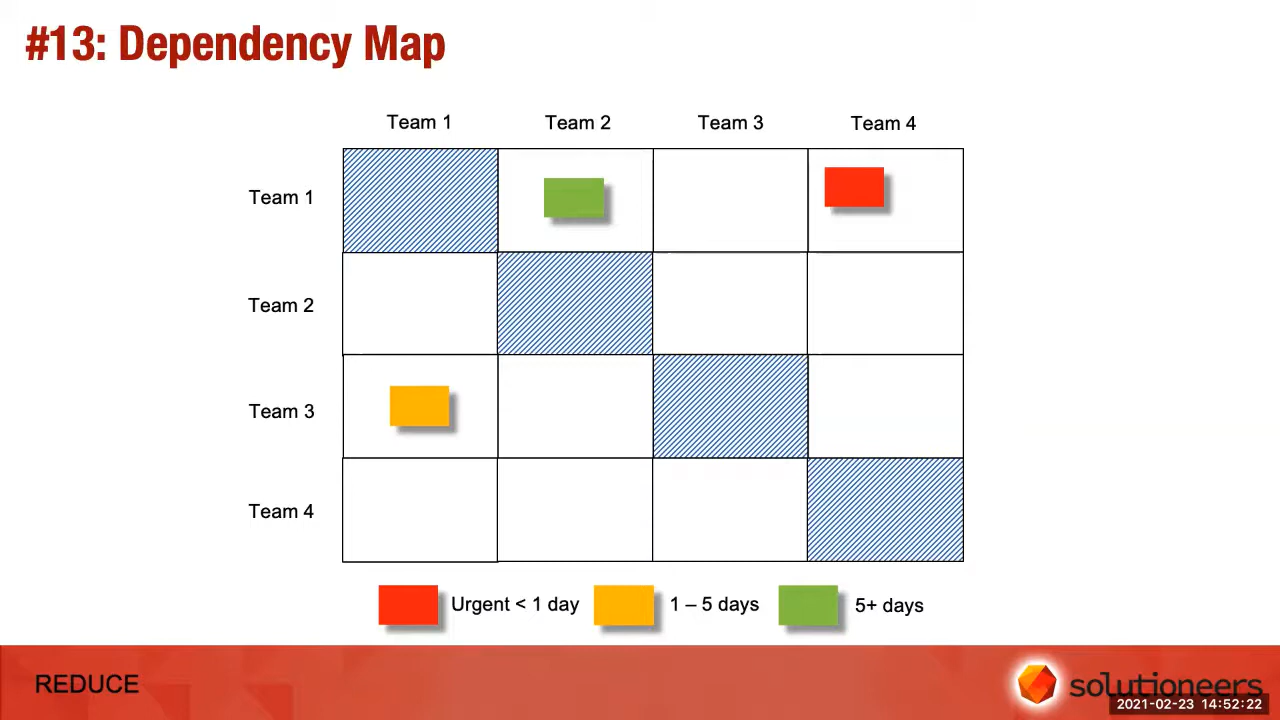 #13: Dependency Map
Team 1 Team 2 Team 3 Team 4
Team 1
Team 2
Team 3
Team 4
Urgent < 1 day 1 – 5 days 5+ days
REDUCE
solutioneers
2021-02-23 14:52:22